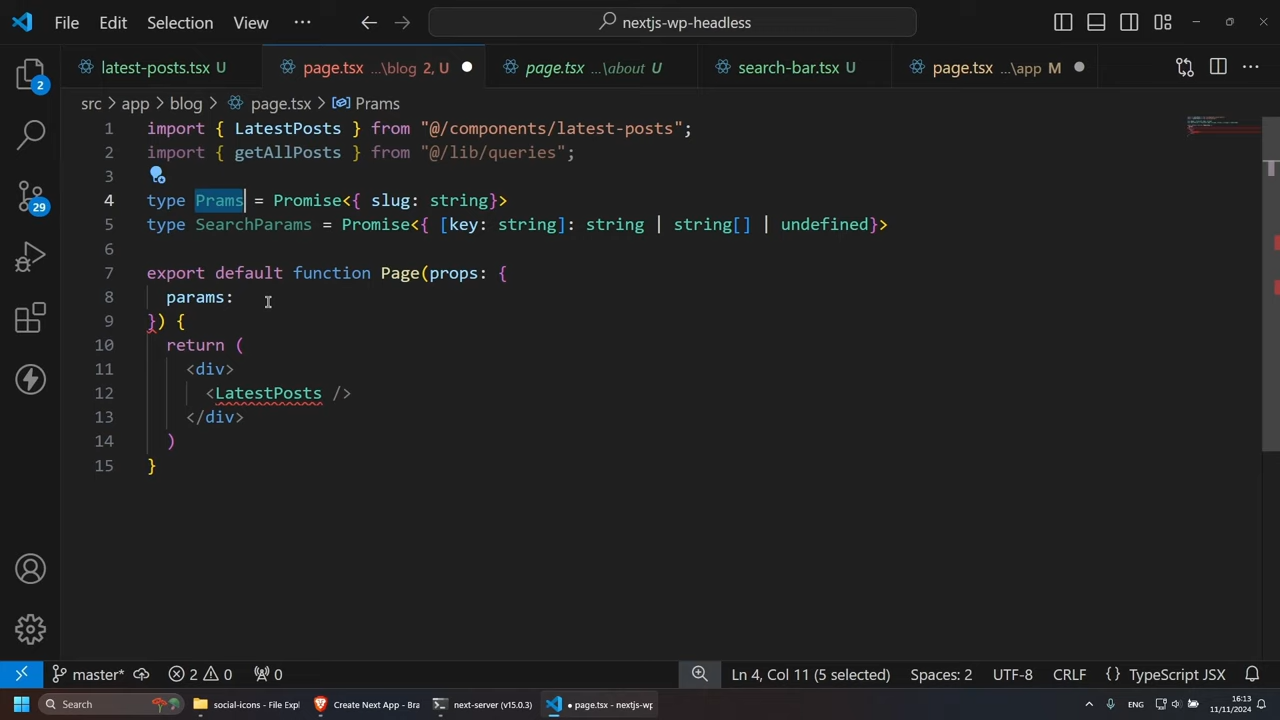 File Edit Selection View ··· nextjs-wp-headless
latest-posts.tsx U page.tsx ...\blog 2, U page.tsx ...\about U search-bar.tsx U page.tsx ...\app M
src > app > blog > page.tsx > Prams
1 import { LatestPosts } from "@/components/latest-posts";
2 import { getAllPosts } from "@/lib/queries";
3
4 type Prams = Promise<{ slug: string}>
5 type SearchParams = Promise<{ [key: string]: string | string[] | undefined}>
6
7 export default function Page(props: {
8 params:
9 }) {
10 return (
11 <div>
12 <LatestPosts />
13 </div>
14 )
15 }
2
29
master* 2 0 0 Ln 4, Col 11 (5 selected) Spaces: 2 UTF-8 CRLF {} TypeScript JSX
Search social-icons - File Expl Create Next App - Bra next-server (v15.0.3) • page.tsx - nextjs-wp ENG 16:13
11/11/2024